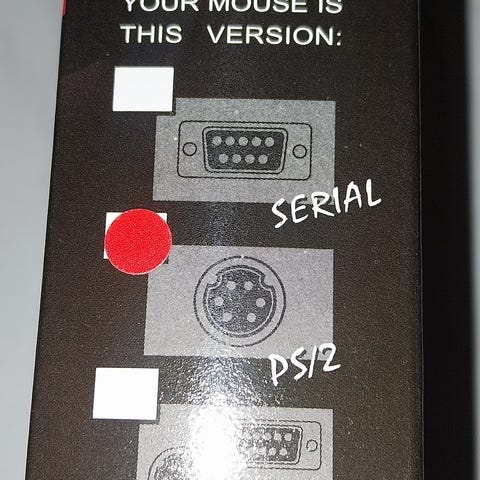 YOUR MOUSE IS
THIS VERSION:
SERIAL
PS/2